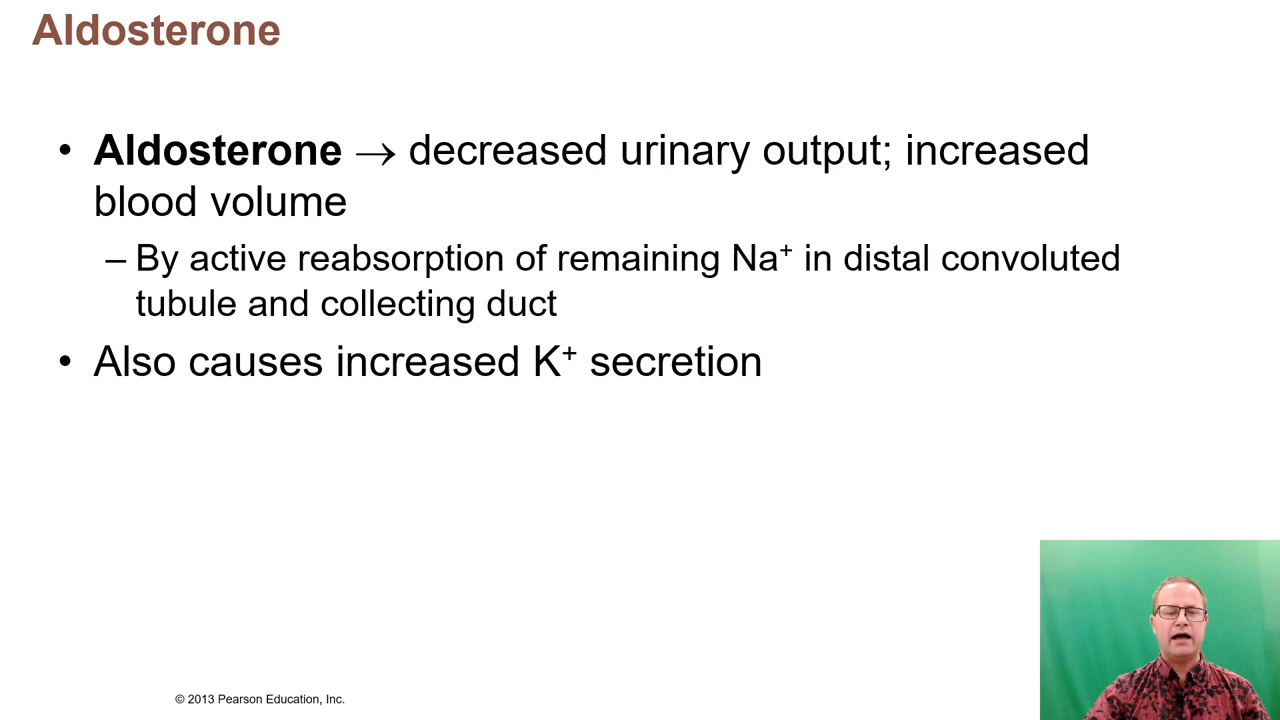 Aldosterone
• Aldosterone → decreased urinary output; increased
blood volume
– By active reabsorption of remaining Na⁺ in distal convoluted
tubule and collecting duct
• Also causes increased K⁺ secretion
© 2013 Pearson Education, Inc.